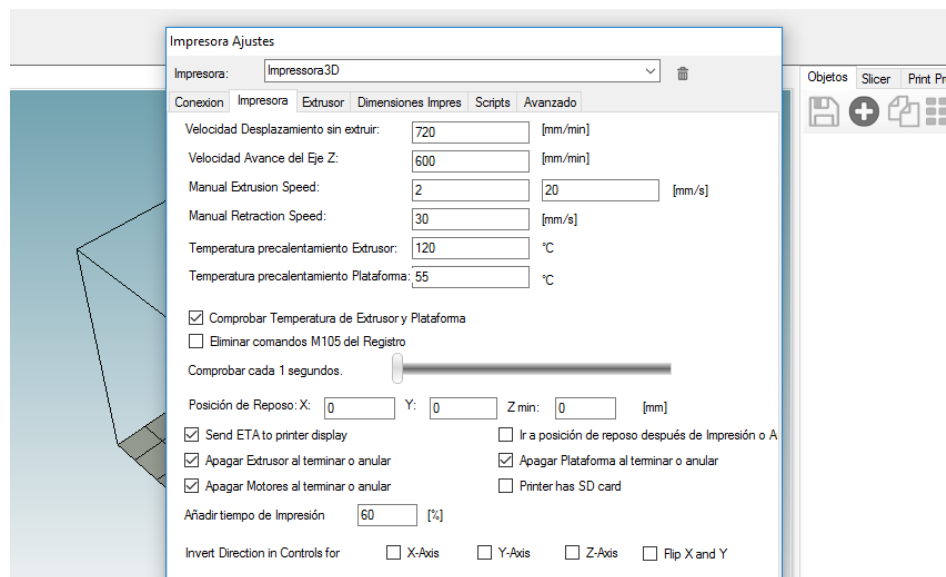 Impresora Ajustes
Impresora: Impressora3D
Objetos Slicer Print Pr
Conexion Impresora Extrusor Dimensiones Impres Scripts Avanzado
Velocidad Desplazamiento sin extruir: 720 [mm/min]
Velocidad Avance del Eje Z: 600 [mm/min]
Manual Extrusion Speed: 2 20 [mm/s]
Manual Retraction Speed: 30 [mm/s]
Temperatura precalentamiento Extrusor: 120 °C
Temperatura precalentamiento Plataforma: 55 °C
Comprobar Temperatura de Extrusor y Plataforma
Eliminar comandos M105 del Registro
Comprobar cada 1 segundos.
Posición de Reposo: X: 0 Y: 0 Z min: 0 [mm]
Send ETA to printer display Ir a posición de reposo después de Impresión o A
Apagar Extrusor al terminar o anular Apagar Plataforma al terminar o anular
Apagar Motores al terminar o anular Printer has SD card
Añadir tiempo de Impresión 60 [%]
Invert Direction in Controls for X-Axis Y-Axis Z-Axis Flip X and Y